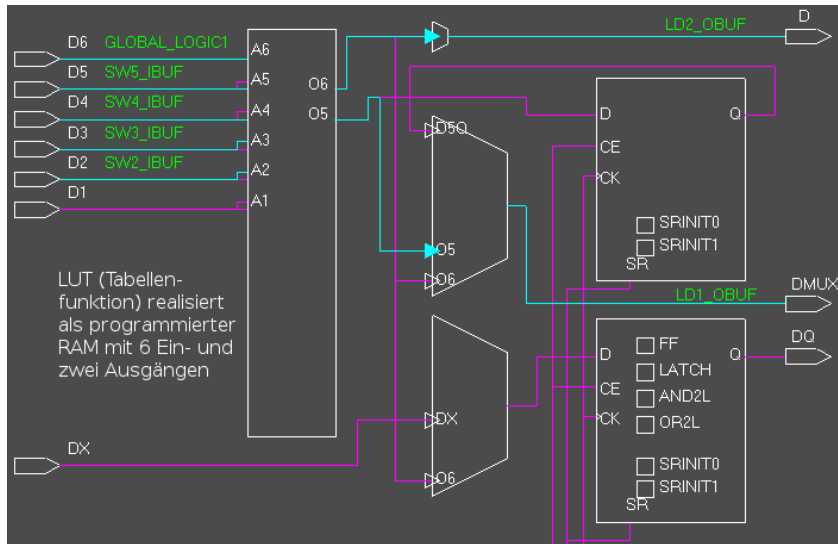 LD2_OBUF D
D6 GLOBAL_LOGIC1
A6
D5 SW5_IBUF
A5
O6
D4 SW4_IBUF
A4
O5
D3 SW3_IBUF
A3
D2 SW2_IBUF
A2
D1
A1
D5Q
O5
O6
D
Q
CE
CK
SRINIT0
SRINIT1
SR
LUT (Tabellen-
funktion) realisiert
als programmierter
RAM mit 6 Ein- und
zwei Ausgängen
LD1_OBUF
DMUX
DQ
D
FF
Q
LATCH
CE
AND2L
CK
OR2L
DX
DX
O6
SRINIT0
SRINIT1
SR